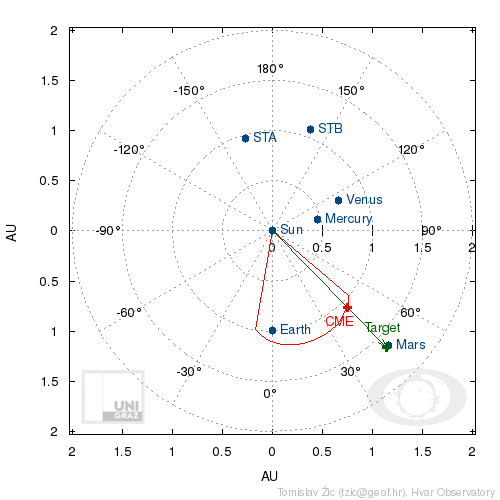 2
1.5
1
0.5
0
0.5
1
1.5
2
AU
180°
-150°
150°
STA
STB
-120°
120°
Venus
Mercury
-90°
Sun
90°
0
0.5
1
1.5
2
-60°
60°
CME
Target
Earth
Mars
-30°
30°
0°
UNI
GRAZ
2
1.5
1
0.5
0
0.5
1
1.5
2
AU
Tomislav Žic (tzic@geof.hr), Hvar Observatory